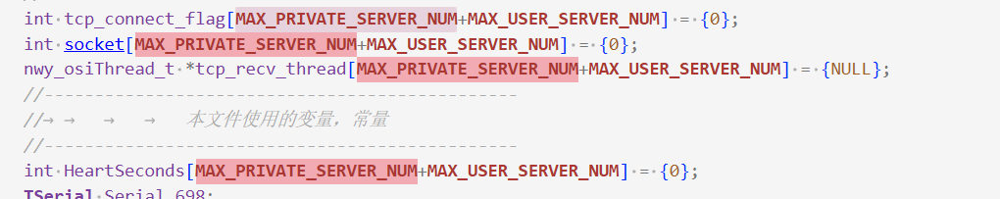 int tcp_connect_flag[MAX_PRIVATE_SERVER_NUM+MAX_USER_SERVER_NUM] = {0};
int socket[MAX_PRIVATE_SERVER_NUM+MAX_USER_SERVER_NUM] = {0};
nwy_osiThread_t *tcp_recv_thread[MAX_PRIVATE_SERVER_NUM+MAX_USER_SERVER_NUM] = {NULL};
//-----------------------------------------------
//→ →   →   →   本文件使用的变量，常量
//-----------------------------------------------
int HeartSeconds[MAX_PRIVATE_SERVER_NUM+MAX_USER_SERVER_NUM] = {0};
TSerial Serial_698;